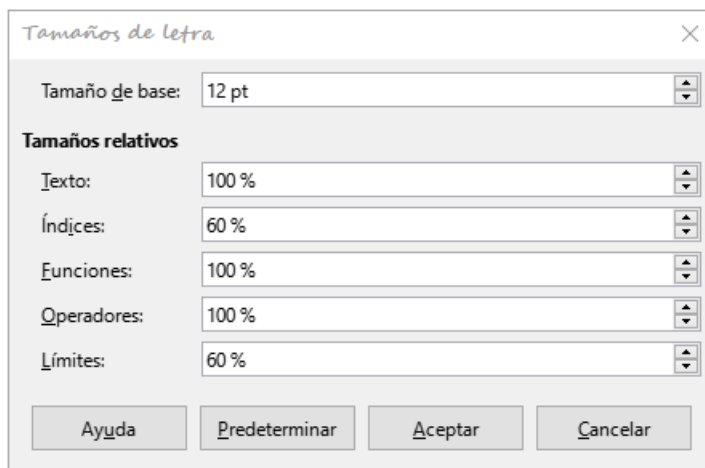 Tamaños de letra
Tamaño de base: 12 pt
Tamaños relativos
Texto: 100 %
Índices: 60 %
Funciones: 100 %
Operadores: 100 %
Límites: 60 %
Ayuda Predeterminar Aceptar Cancelar